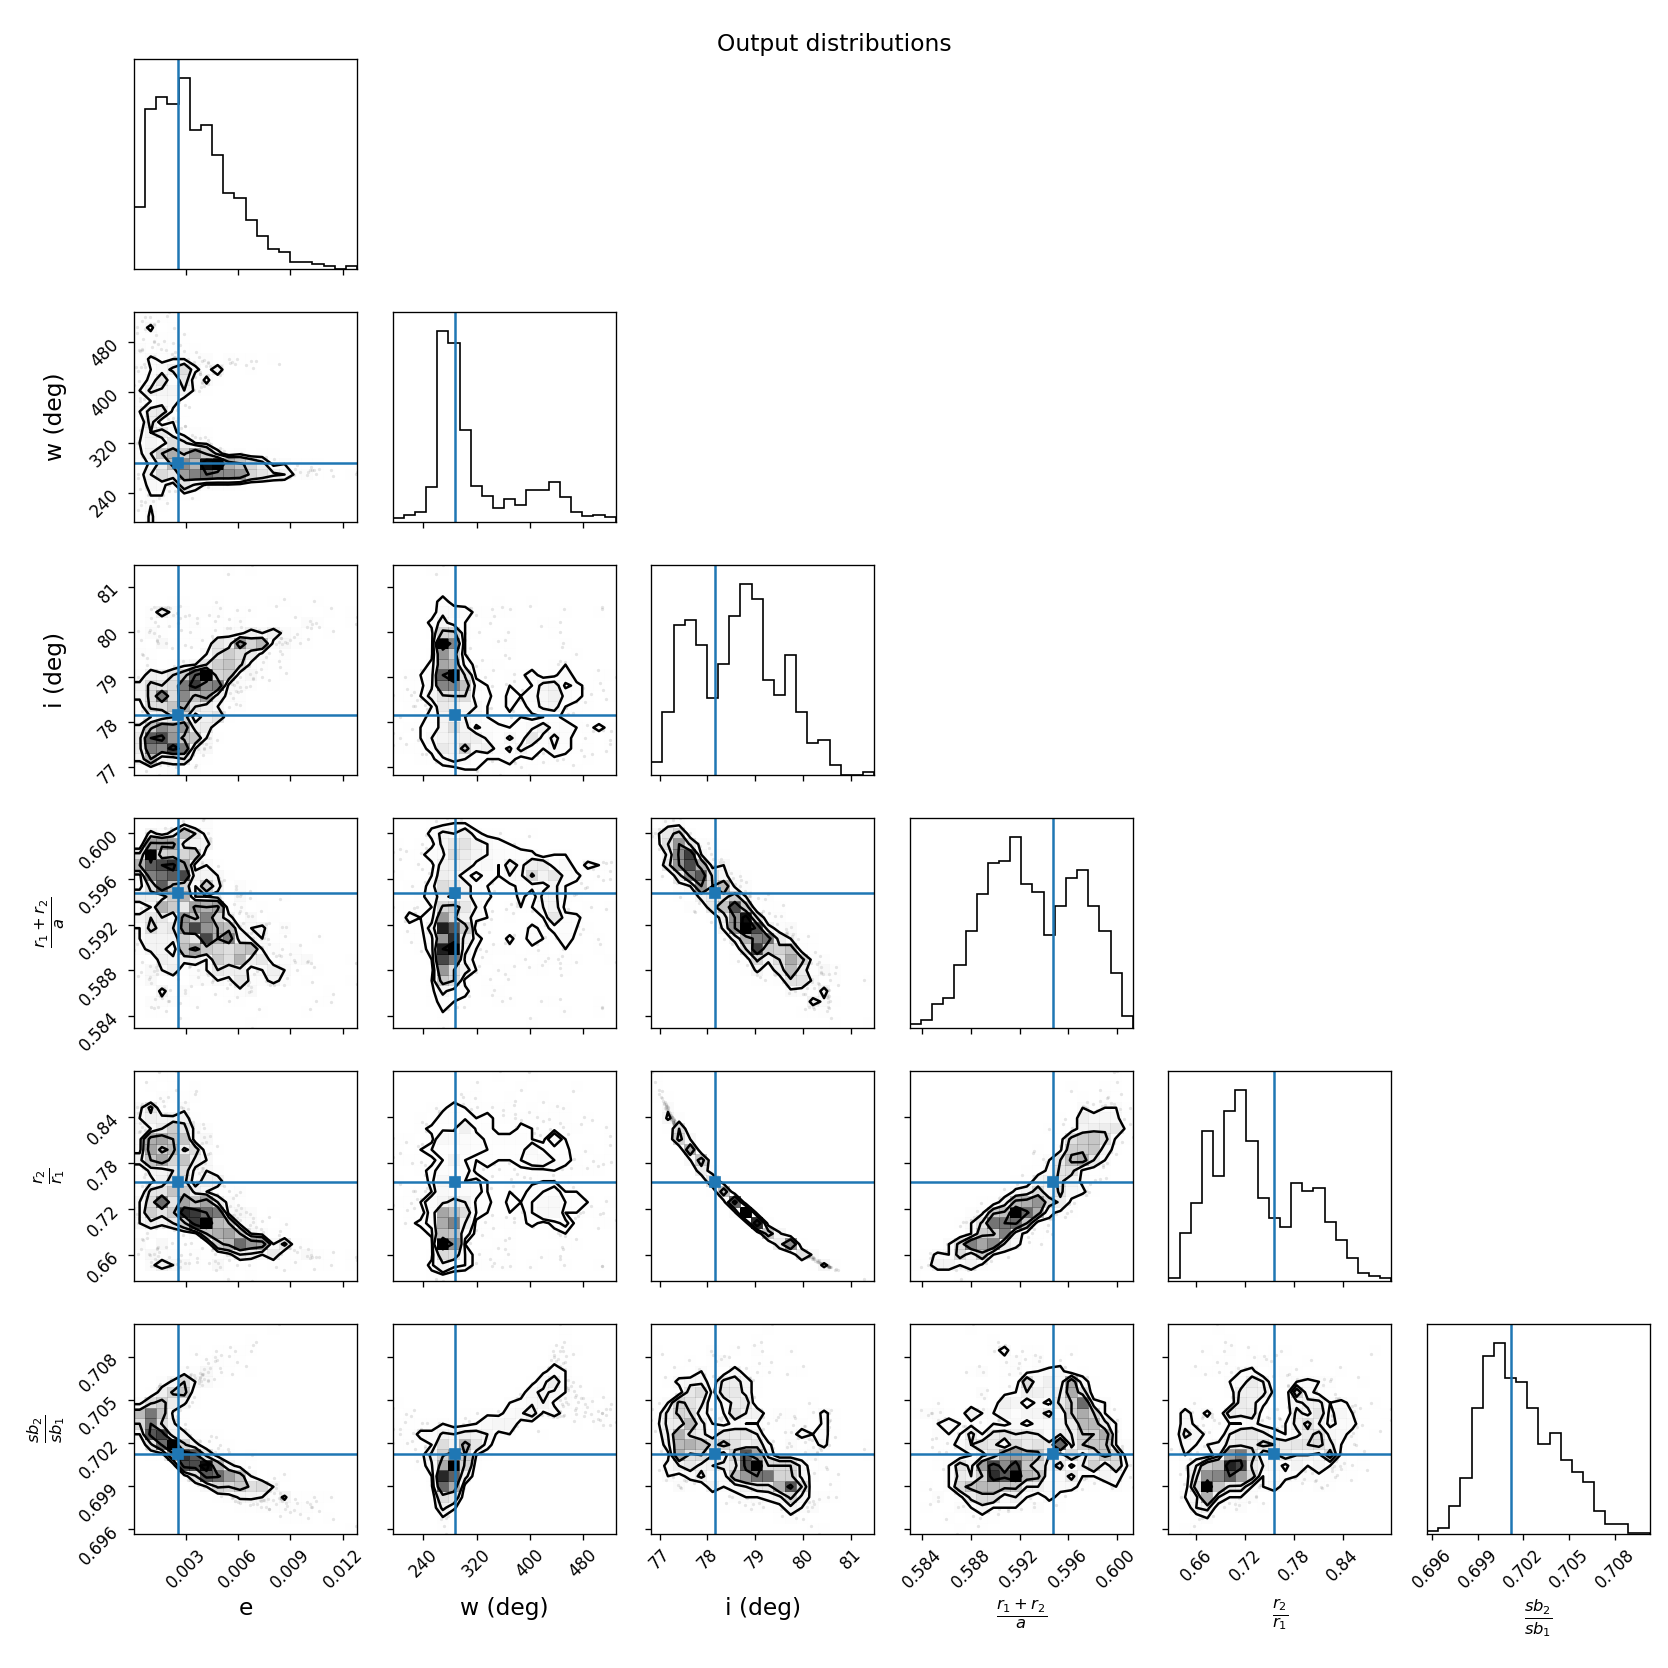 Output distributions
w (deg)
480
400
320
240
i (deg)
81
80
79
78
77
r₁ + r₂
a
0.600
0.596
0.592
0.588
0.584
r₂
r₁
0.84
0.78
0.72
0.66
sb₂
sb₁
0.708
0.705
0.702
0.699
0.696
0.003 0.006 0.009 0.012 240 320 400 480 77 78 79 80 81 0.584 0.588 0.592 0.596 0.600 0.66 0.72 0.78 0.84 0.696 0.699 0.702 0.705 0.708
e w (deg) i (deg)
r₁ + r₂
a
r₂
r₁
sb₂
sb₁